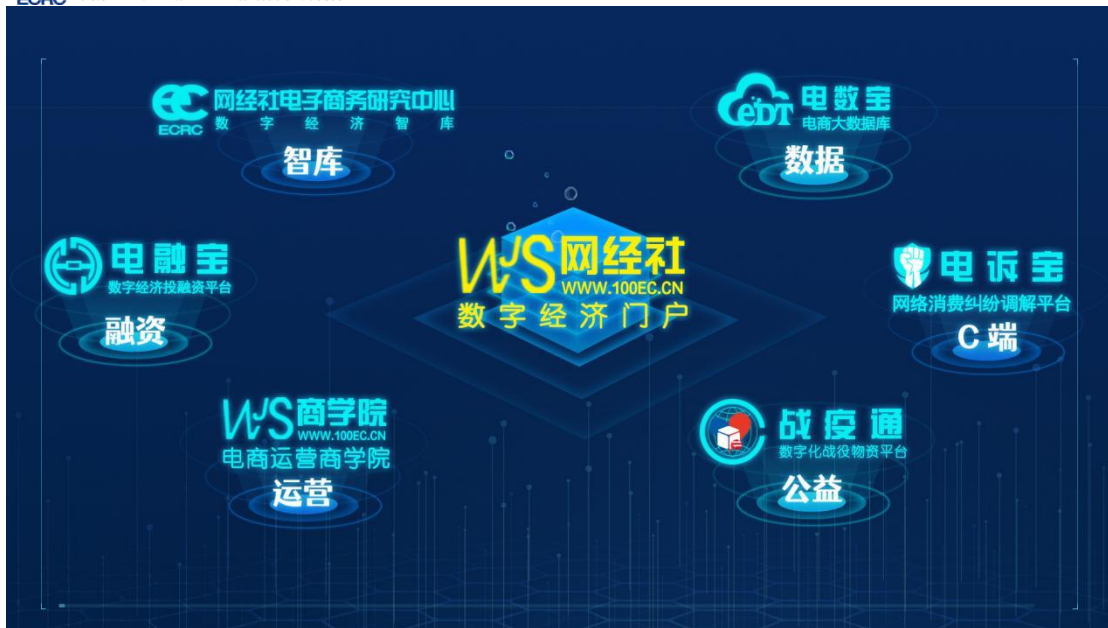 ECRC
网经社电子商务研究中心
ECRC 数字经济智库
智库
eDT 电数宝
电商大数据库
数据
电融宝
数字经济投融资平台
融资
WJS 网经社
WWW.100EC.CN
数字经济门户
电诉宝
网络消费纠纷调解平台
C 端
WJS 商学院
WWW.100EC.CN
电商运营商学院
运营
战疫通
数字化战役物资平台
公益